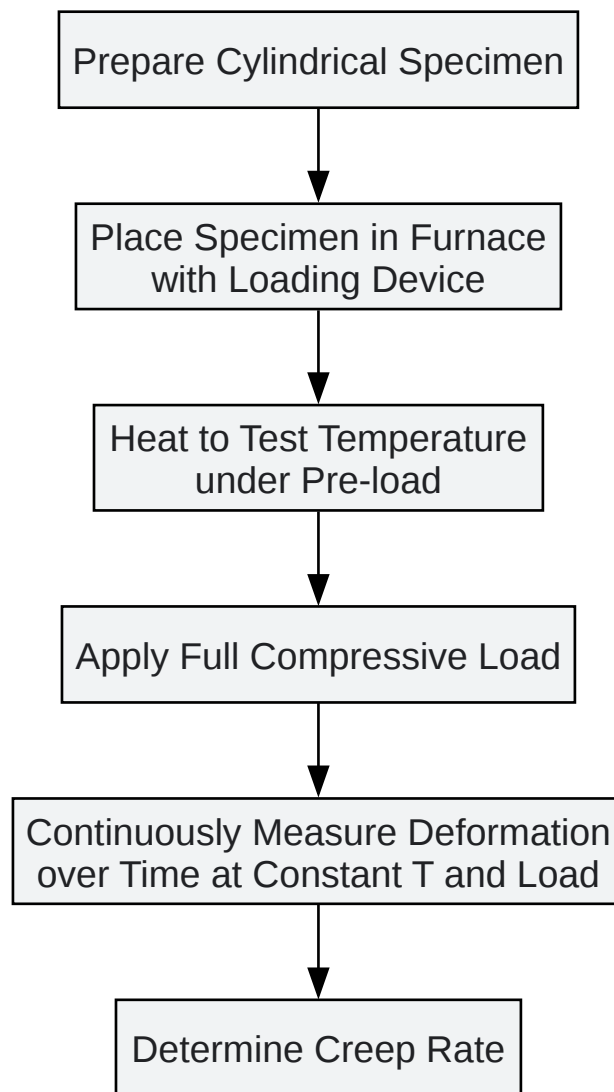 Prepare Cylindrical Specimen
Place Specimen in Furnace
with Loading Device
Heat to Test Temperature
under Pre-load
Apply Full Compressive Load
Continuously Measure Deformation
over Time at Constant T and Load
Determine Creep Rate